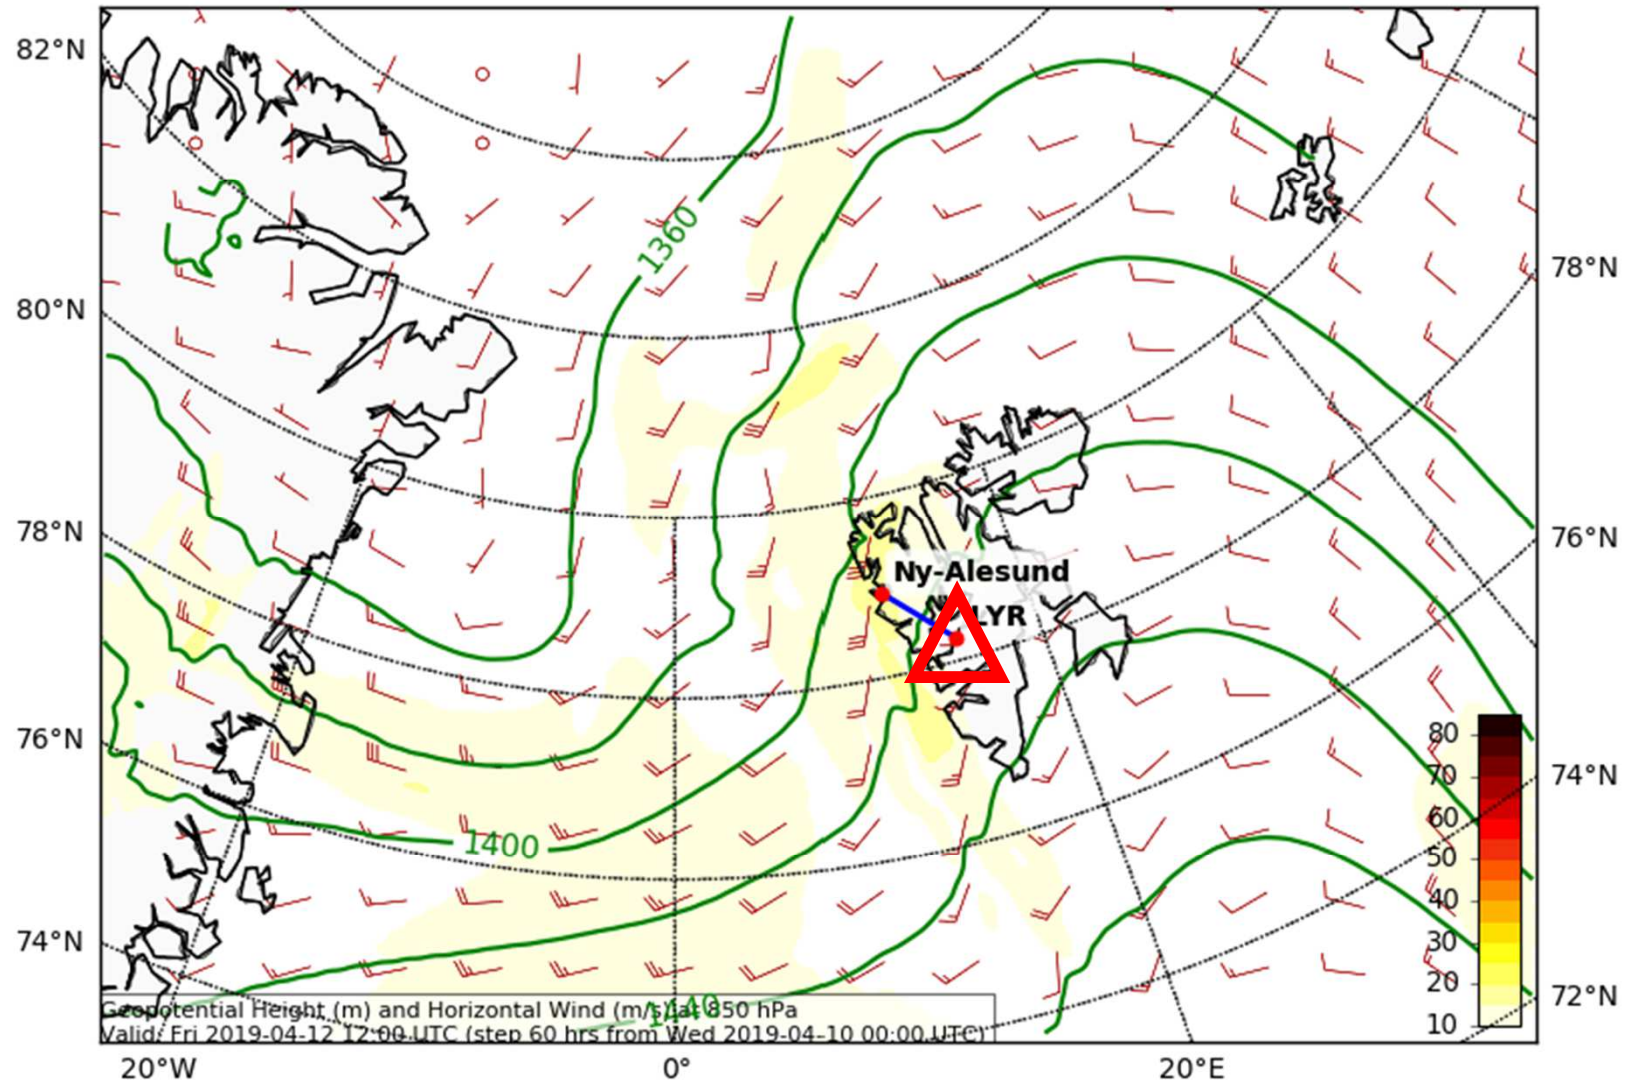 82°N
80°N
78°N
76°N
74°N
78°N
76°N
74°N
72°N
1360
1400
1440
Ny-Alesund
LYR
80
70
60
50
40
30
20
10
Geopotential Height (m) and Horizontal Wind (m/s) at 850 hPa
Valid: Fri 2019-04-12 12:00 UTC (step 60 hrs from Wed 2019-04-10 00:00 UTC)
20°W
0°
20°E